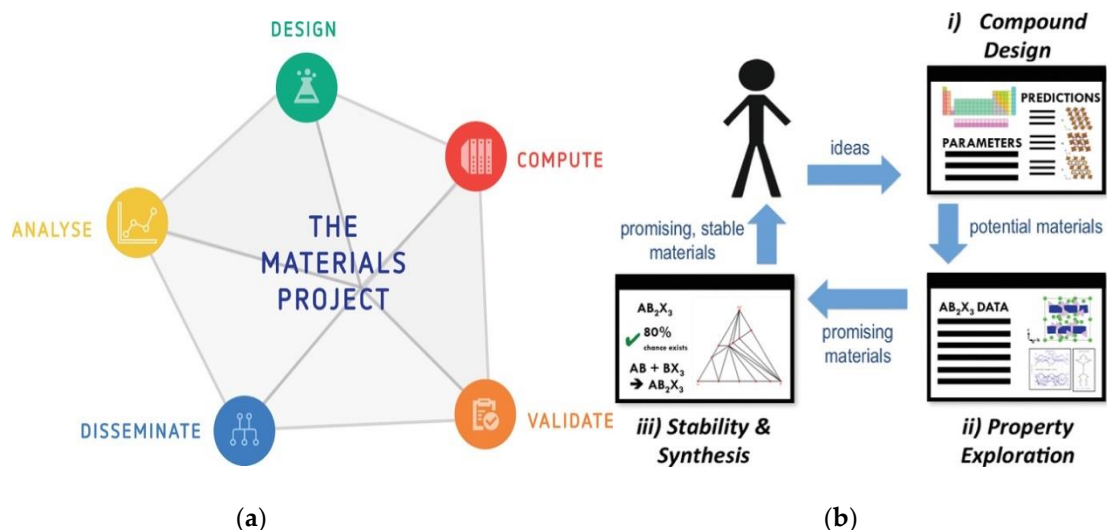 DESIGN
COMPUTE
ANALYSE
THE
MATERIALS
PROJECT
DISSEMINATE
VALIDATE
(a)
i) Compound
Design
PREDICTIONS
PARAMETERS
ideas
potential materials
promising, stable
materials
AB₂X₃ DATA
promising
materials
AB₂X₃
✓ 80%
chance exists
AB + BX₃
➔ AB₂X₃
iii) Stability &
Synthesis
ii) Property
Exploration
(b)